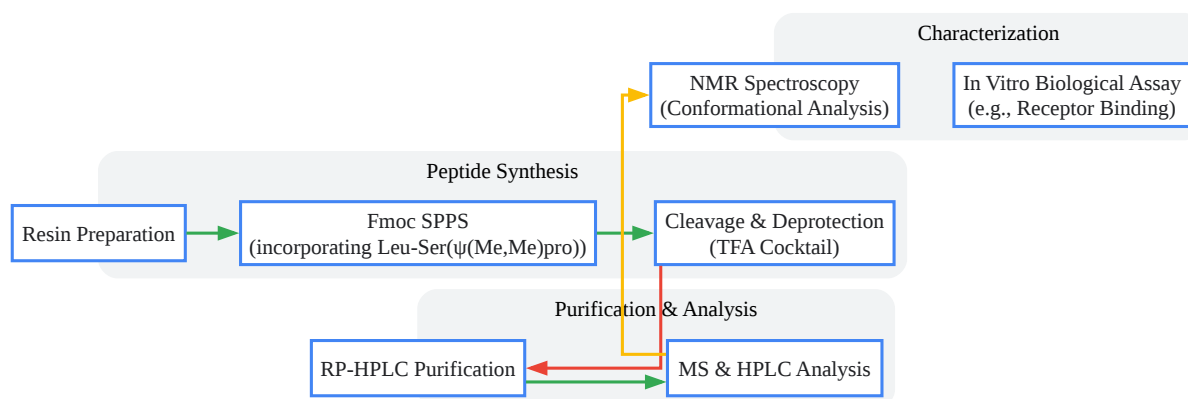 Characterization
NMR Spectroscopy
(Conformational Analysis)
In Vitro Biological Assay
(e.g., Receptor Binding)
Peptide Synthesis
Resin Preparation
Fmoc SPPS
(incorporating Leu-Ser(ψ(Me,Me)pro))
Cleavage & Deprotection
(TFA Cocktail)
Purification & Analysis
RP-HPLC Purification
MS & HPLC Analysis